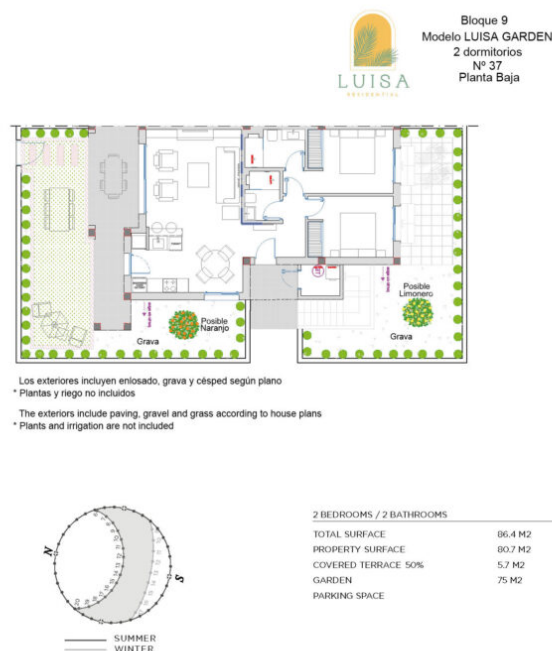 Bloque 9
Modelo LUISA GARDEN
2 dormitorios
Nº 37
Planta Baja
LUISA
RESIDENTIAL
Posible
Limonero
Posible
Naranjo
Grava
Grava
Los exteriores incluyen enlosado, grava y césped según plano
* Plantas y riego no incluidos
The exteriors include paving, gravel and grass according to house plans
* Plants and irrigation are not included
N
S
SUMMER
WINTER
2 BEDROOMS / 2 BATHROOMS
TOTAL SURFACE 86.4 M2
PROPERTY SURFACE 80.7 M2
COVERED TERRACE 50% 5.7 M2
GARDEN 75 M2
PARKING SPACE